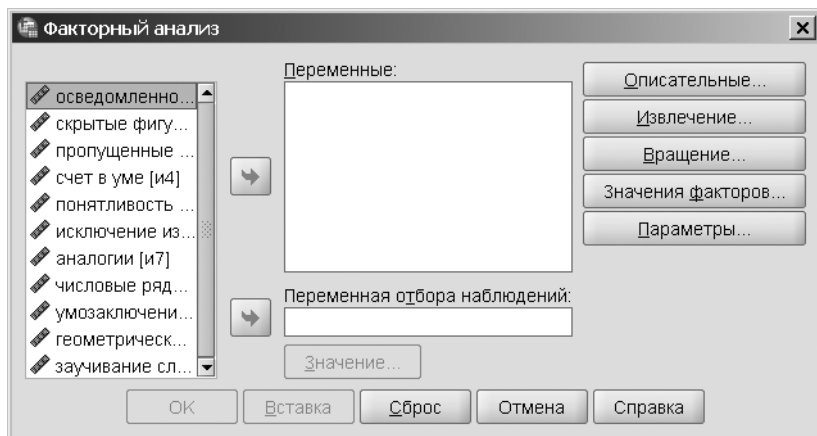 Факторный анализ
Переменные:
осведомленно...
скрытые фигу...
пропущенные ...
счет в уме [и4]
понятливость ...
исключение из...
аналогии [и7]
числовые ряд...
умозаключени...
геометрическ...
заучивание сл...
Переменная отбора наблюдений:
Значение...
Описательные...
Извлечение...
Вращение...
Значения факторов...
Параметры...
ОК
Вставка
Сброс
Отмена
Справка